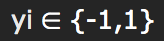 yi ∈ {-1,1}